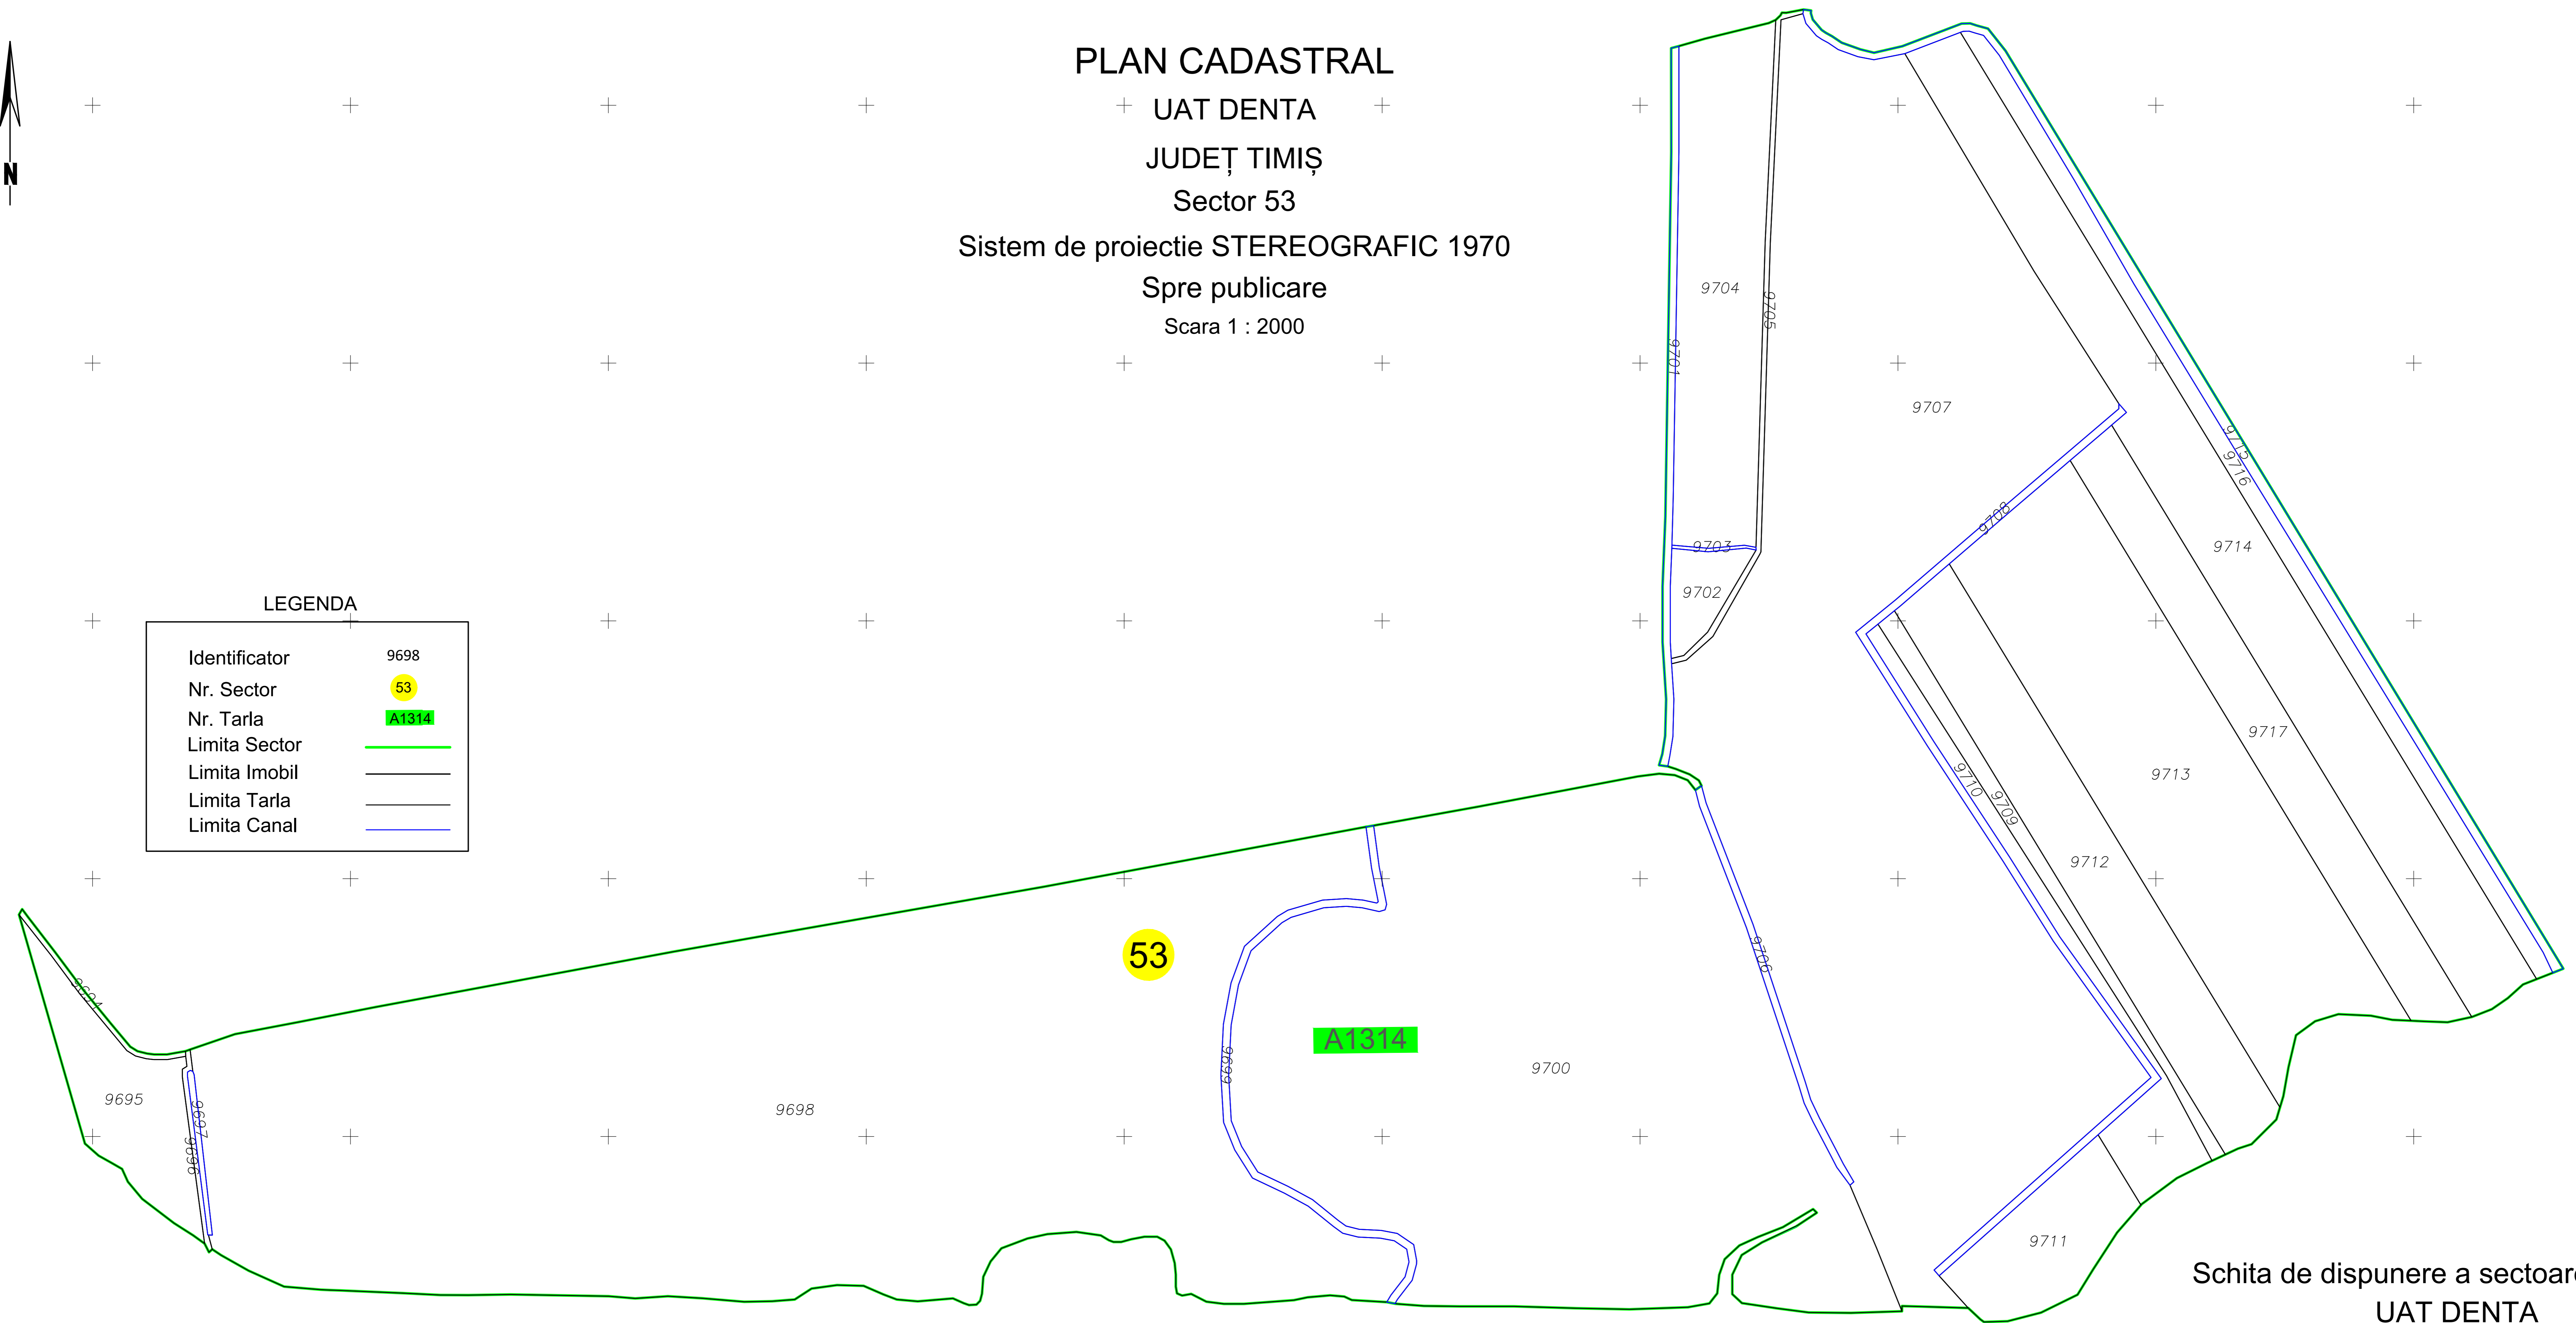 PLAN CADASTRAL
UAT DENTA
JUDEȚ TIMIȘ
Sector 53
Sistem de proiectie STEREOGRAFIC 1970
Spre publicare
Scara 1 : 2000
N
LEGENDA
Identificator 9698
Nr. Sector 53
Nr. Tarla A1314
Limita Sector
Limita Imobil
Limita Tarla
Limita Canal
9704
9705
9701
9707
9703
9702
9708
9712
9716
9714
9717
9713
9710
9709
9712
9706
53
A1314
9694
9695
9697
9696
9698
9699
9700
9711
Schita de dispunere a
UAT DENTA